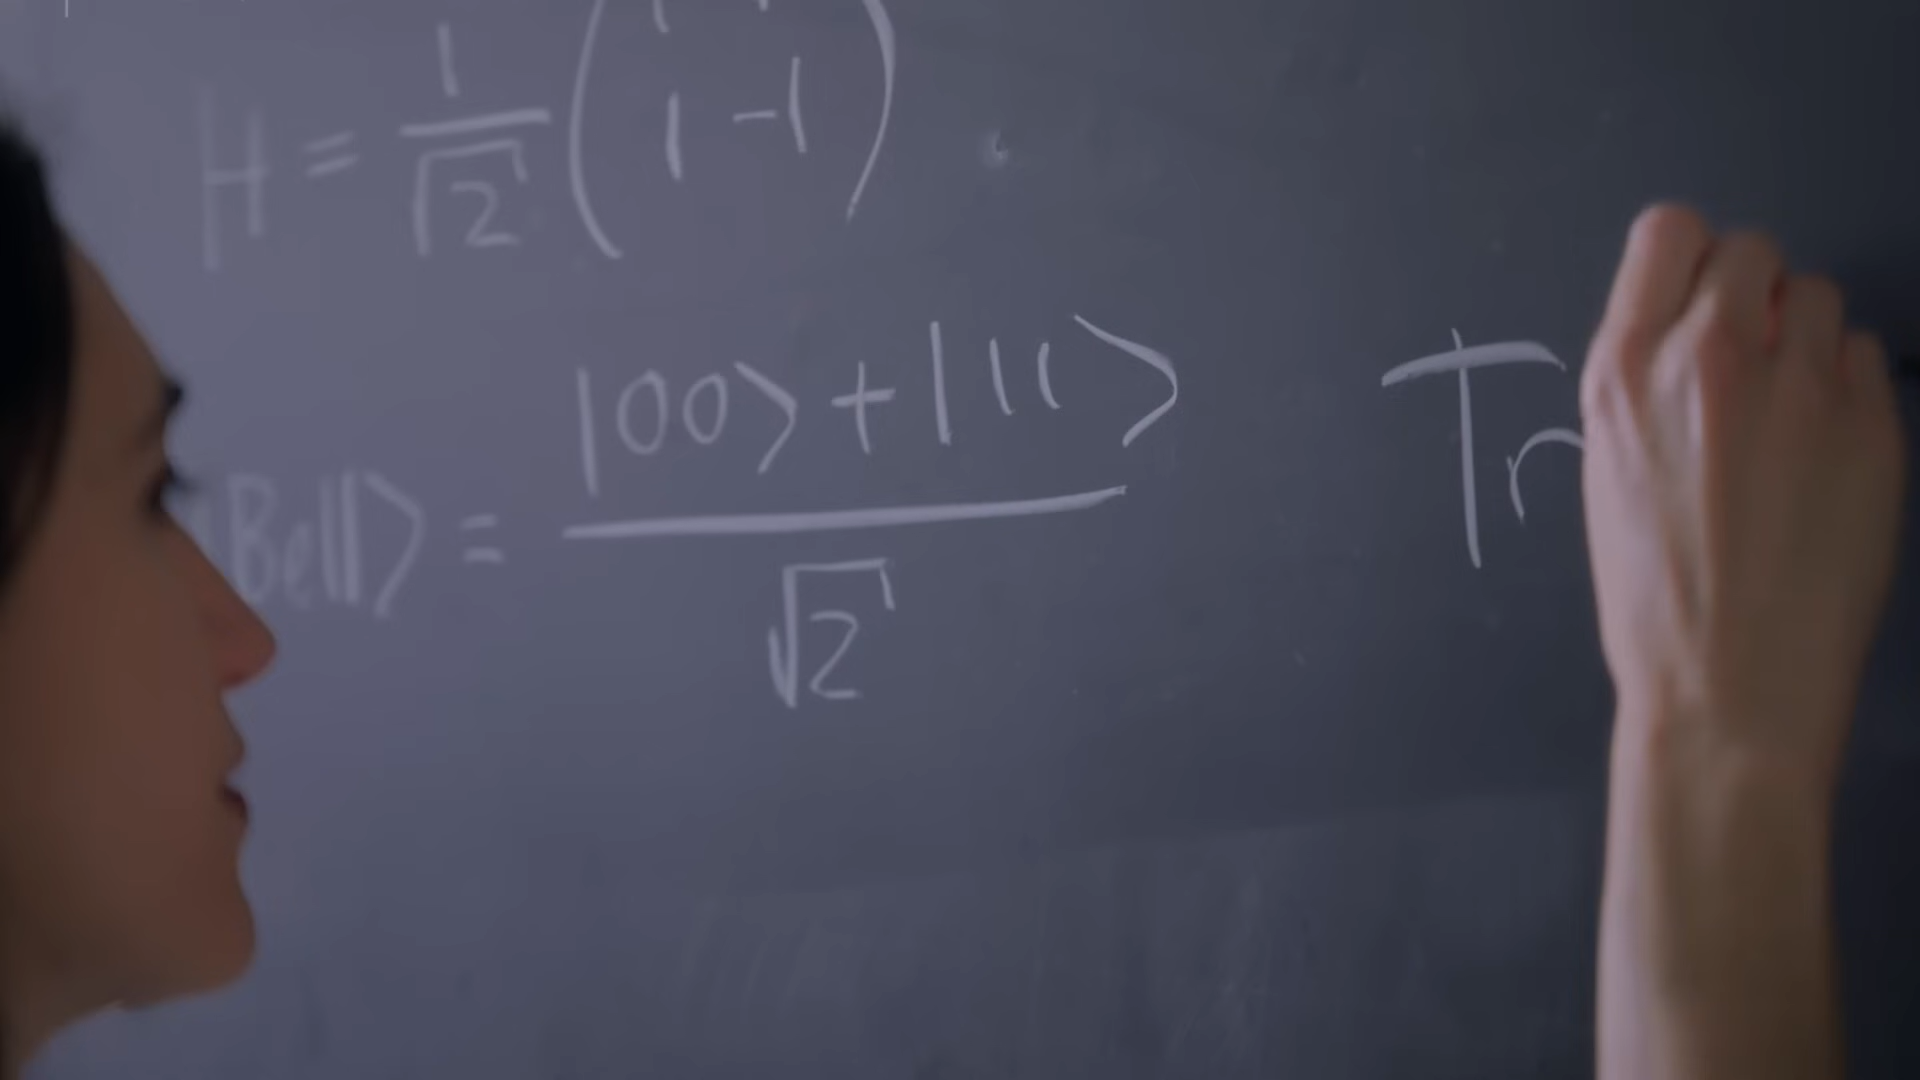 H = 1/√2 (1 -1)
|Bell⟩ = |00⟩ + |11⟩ / √2
Tr